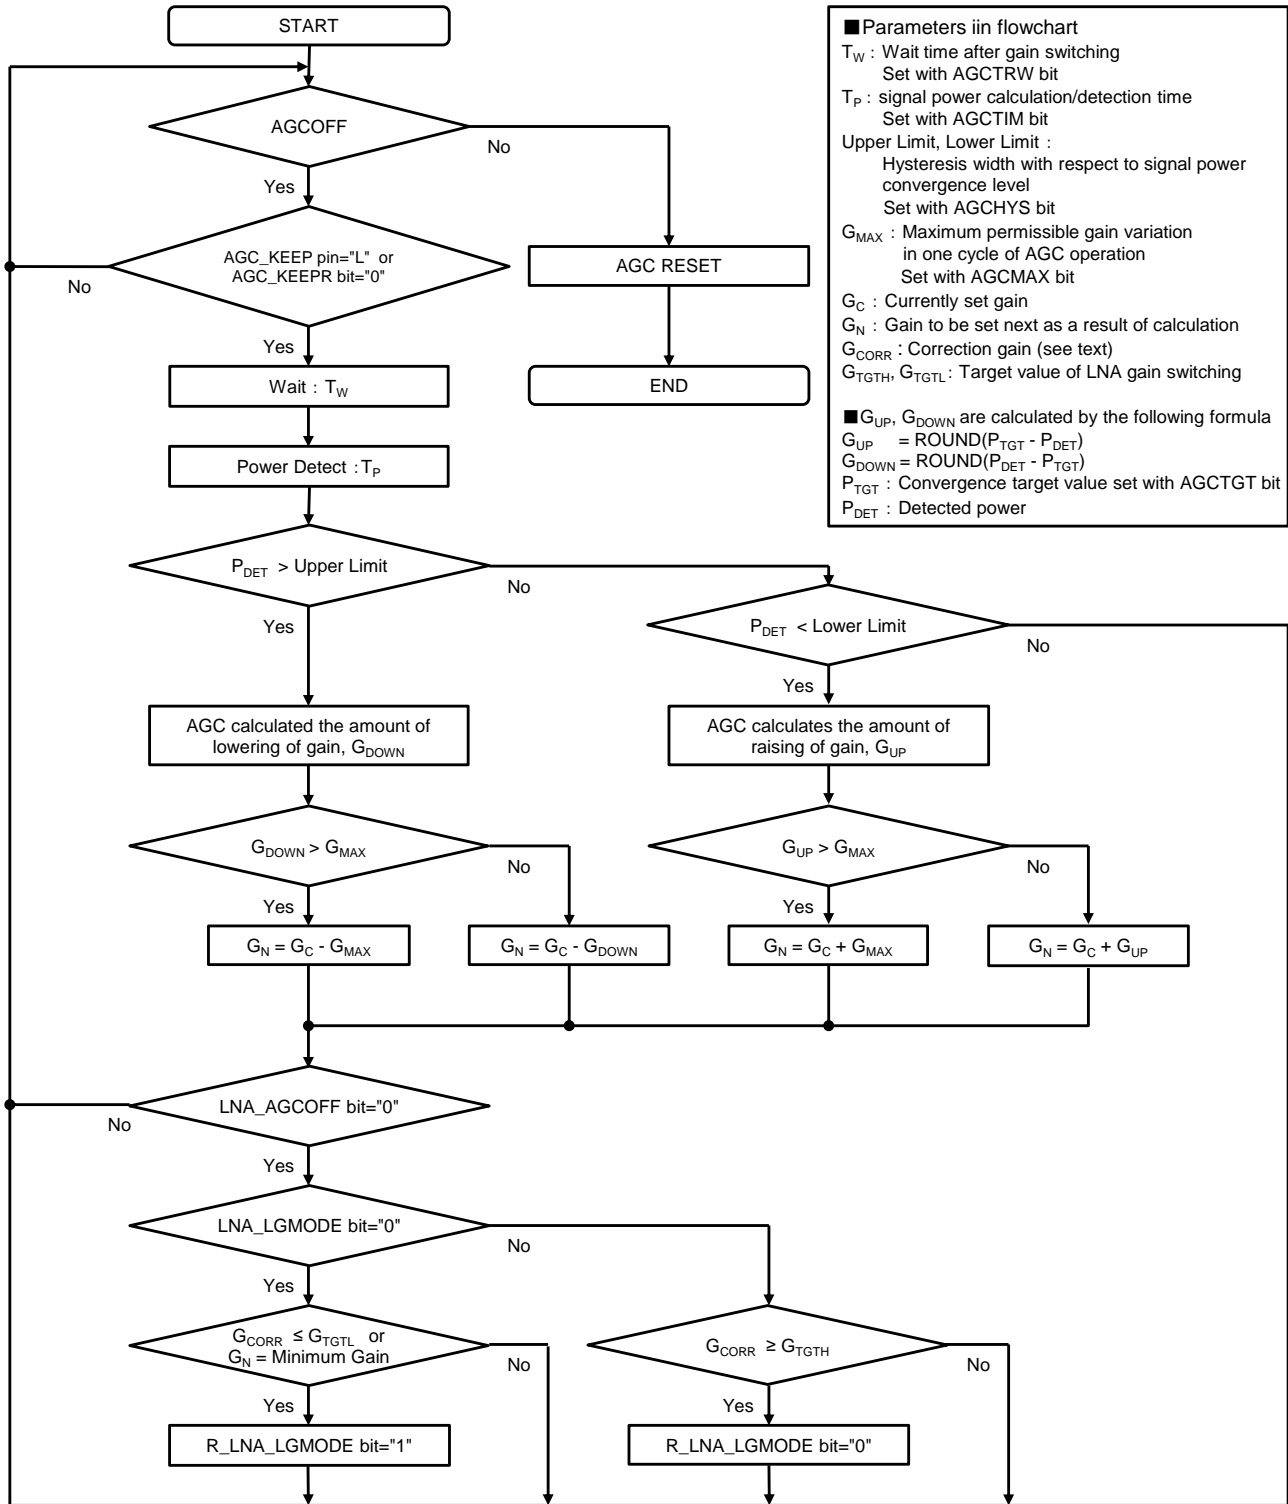 START
AGCOFF
No
Yes
AGC_KEEP pin="L" or
AGC_KEEPR bit="0"
No
Yes
AGC RESET
END
Wait : TW
Power Detect : TP
PDET > Upper Limit
No
Yes
PDET < Lower Limit
No
Yes
AGC calculated the amount of
lowering of gain, GDOWN
AGC calculates the amount of
raising of gain, GUP
GDOWN > GMAX
No
Yes
GUP > GMAX
No
Yes
GN = GC - GMAX
GN = GC - GDOWN
GN = GC + GMAX
GN = GC + GUP
LNA_AGCOFF bit="0"
No
Yes
LNA_LGMODE bit="0"
No
Yes
GCORR ≤ GTGTL or
GN = Minimum Gain
No
Yes
GCORR ≥ GTGTH
No
Yes
R_LNA_LGMODE bit="1"
R_LNA_LGMODE bit="0"
■Parameters iin flowchart
TW : Wait time after gain switching
Set with AGCTRW bit
TP : signal power calculation/detection time
Set with AGCTIM bit
Upper Limit, Lower Limit :
Hysteresis width with respect to signal power
convergence level
Set with AGCHYS bit
GMAX : Maximum permissible gain variation
in one cycle of AGC operation
Set with AGCMAX bit
GC : Currently set gain
GN : Gain to be set next as a result of calculation
GCORR : Correction gain (see text)
GTGTH, GTGTL : Target value of LNA gain switching
■GUP, GDOWN are calculated by the following formula
GUP = ROUND(PTGT - PDET)
GDOWN = ROUND(PDET - PTGT)
PTGT : Convergence target value set with AGCTGT bit
PDET : Detected power